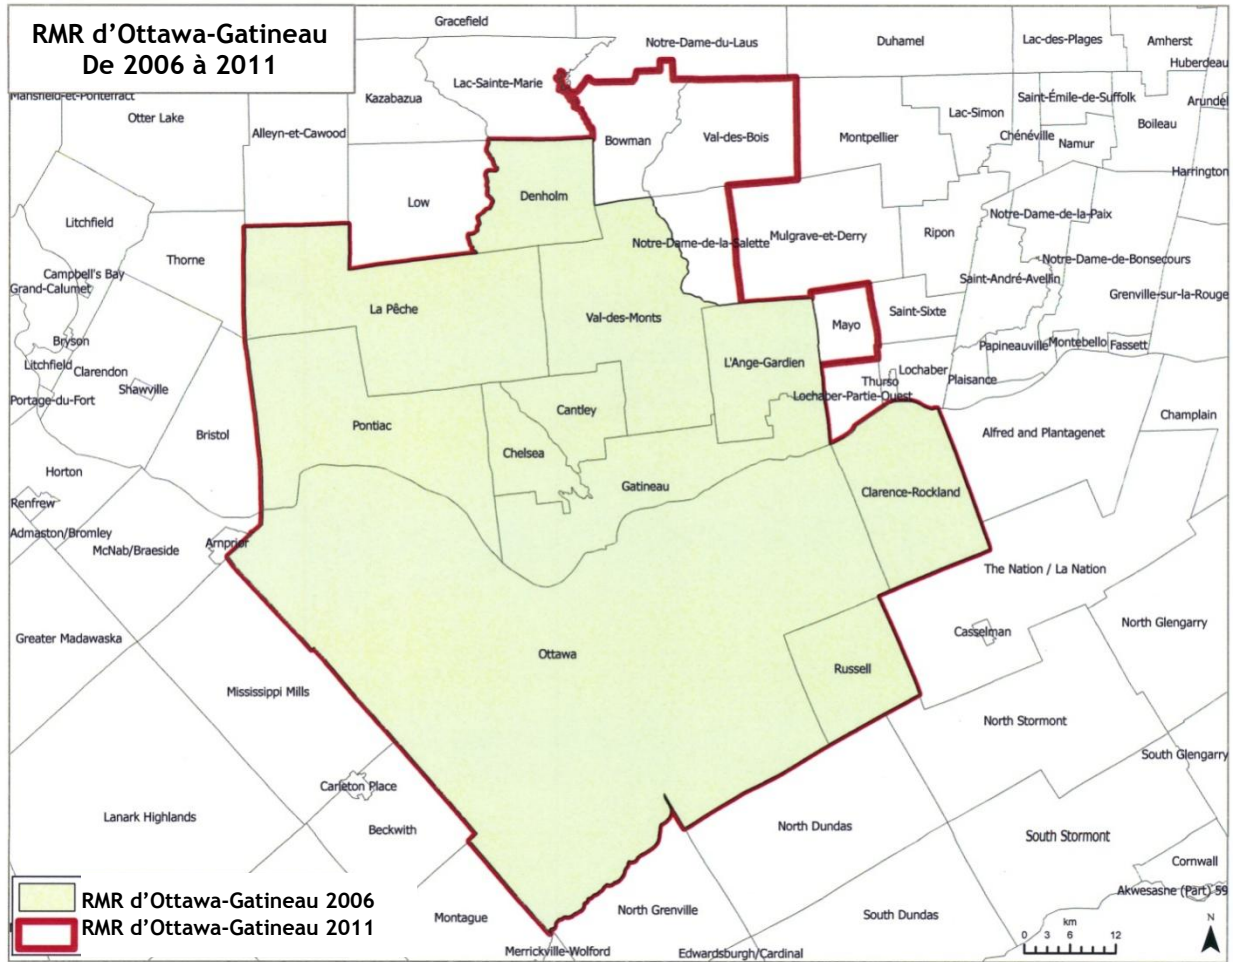 RMR d'Ottawa-Gatineau
De 2006 à 2011
Gracefield
Notre-Dame-du-Laus
Duhamel
Lac-des-Plages
Amherst
Huberdeau
Lac-Sainte-Marie
Kazabazua
Mansfield-et-Pontefract
Otter Lake
Alleyn-et-Cawood
Bowman
Val-des-Bois
Montpellier
Lac-Simon
Saint-Émile-de-Suffolk
Arundel
Chénéville
Boileau
Namur
Harrington
Low
Denholm
Litchfield
Thorne
Notre-Dame-de-la-Salette
Mulgrave-et-Derry
Ripon
Notre-Dame-de-la-Paix
Notre-Dame-de-Bonsecours
Campbell's Bay
Grand-Calumet
Saint-André-Avellin
Grenville-sur-la-Rouge
La Pêche
Val-des-Monts
Mayo
Saint-Sixte
Bryson
Papineauville
Montebello
Fassett
Litchfield
Clarendon
L'Ange-Gardien
Lochaber
Thurso
Plaisance
Shawville
Portage-du-Fort
Lochaber-Partie-Ouest
Cantley
Champlain
Bristol
Pontiac
Alfred and Plantagenet
Chelsea
Horton
Gatineau
Clarence-Rockland
Renfrew
Admaston/Bromley
McNab/Braeside
Arnprior
The Nation / La Nation
North Glengarry
Casselman
Greater Madawaska
Ottawa
Russell
Mississippi Mills
North Stormont
South Glengarry
Carleton Place
Lanark Highlands
Beckwith
North Dundas
South Stormont
Cornwall
Akwesasne (Part) 59
RMR d'Ottawa-Gatineau 2006
RMR d'Ottawa-Gatineau 2011
Montague
North Grenville
South Dundas
Merrickville-Wolford
Edwardsburgh/Cardinal
km
0 3 6 12
N